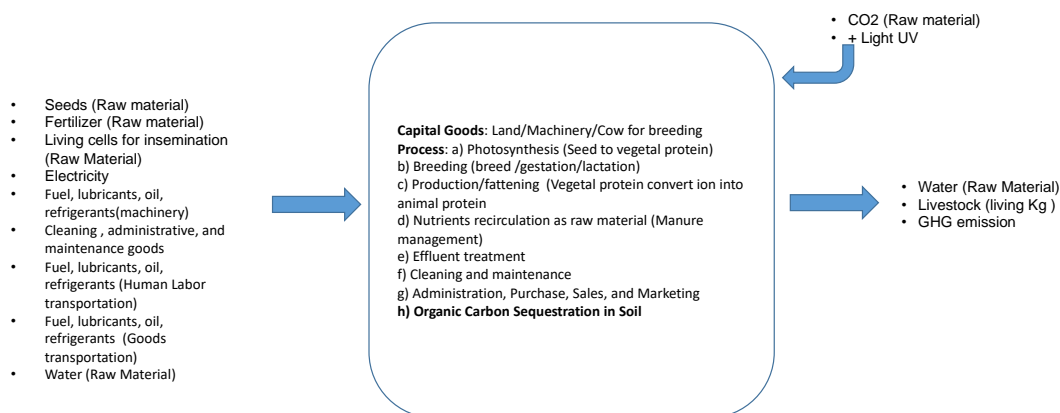 • CO2 (Raw material)
• + Light UV
• Seeds (Raw material)
• Fertilizer (Raw material)
• Living cells for insemination
(Raw Material)
• Electricity
• Fuel, lubricants, oil,
refrigerants(machinery)
• Cleaning , administrative, and
maintenance goods
• Fuel, lubricants, oil,
refrigerants (Human Labor
transportation)
• Fuel, lubricants, oil,
refrigerants (Goods
transportation)
• Water (Raw Material)
Capital Goods: Land/Machinery/Cow for breeding
Process: a) Photosynthesis (Seed to vegetal protein)
b) Breeding (breed /gestation/lactation)
c) Production/fattening (Vegetal protein convert ion into
animal protein
d) Nutrients recirculation as raw material (Manure
management)
e) Effluent treatment
f) Cleaning and maintenance
g) Administration, Purchase, Sales, and Marketing
h) Organic Carbon Sequestration in Soil
• Water (Raw Material)
• Livestock (living Kg )
• GHG emission